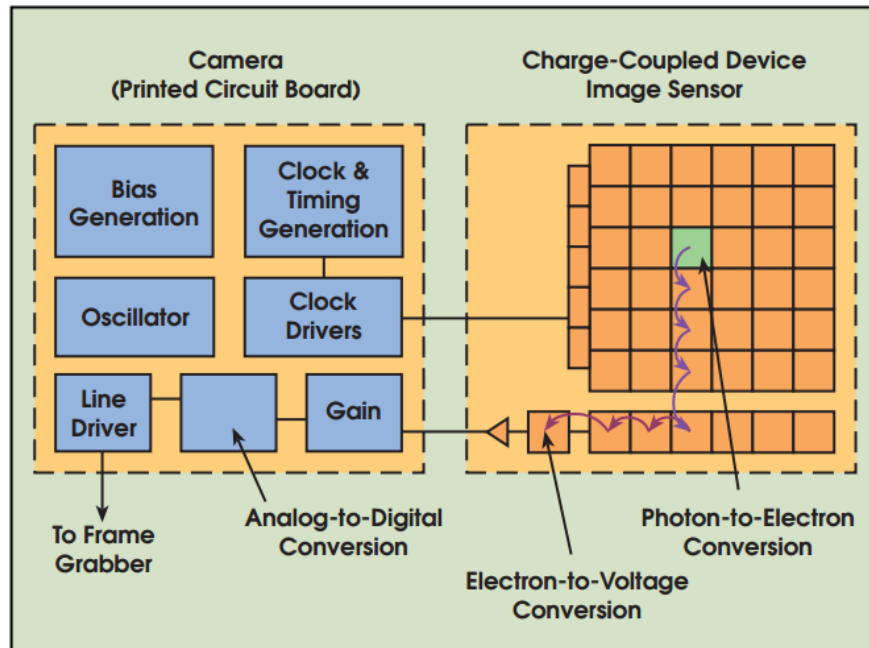 Camera
(Printed Circuit Board)
Charge-Coupled Device
Image Sensor
Bias
Generation
Clock &
Timing
Generation
Oscillator
Clock
Drivers
Line
Driver
Gain
To Frame
Grabber
Analog-to-Digital
Conversion
Electron-to-Voltage
Conversion
Photon-to-Electron
Conversion